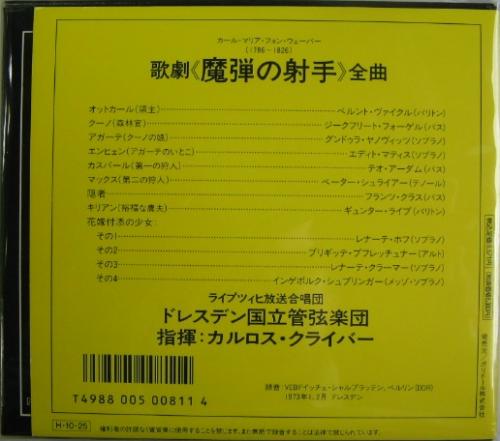 カール・マリア・フォン・ウェーバー
(1786-1826)
歌劇《魔弾の射手》全曲
オットカール(領主) ベルント・ヴァイクル(バリトン)
クーノ(森林官) ジークフリート・フォーゲル(バス)
アガーテ(クーノの娘) グンドゥラ・ヤノヴィッツ(ソプラノ)
エンヒェン(アガーテのいとこ) エディト・マティス(ソプラノ)
カスパール(第一の狩人) テオ・アーダム(バス)
マックス(第二の狩人) ペーター・シュライアー(テノール)
隠者 フランツ・クラス(バス)
キリアン(裕福な農夫) ギュンター・ライプ(バリトン)
花嫁付添の少女:
その1 レナーテ・ホフ(ソプラノ)
その2 ブリギッテ・プフレッチュナー(アルト)
その3 レナーテ・クラーマー(ソプラノ)
その4 インゲボルク・シュプリンガー(メッゾ・ソプラノ)
ライプツィヒ放送合唱団
ドレスデン国立管弦楽団
指揮:カルロス・クライバー
T4988 005 00811 4
録音:VEBドイッチェ・シャルプラッテン、ベルリン(DDR)
1973年1、2月 ドレスデン
H・10・25
発売元/ポリドール株式会社